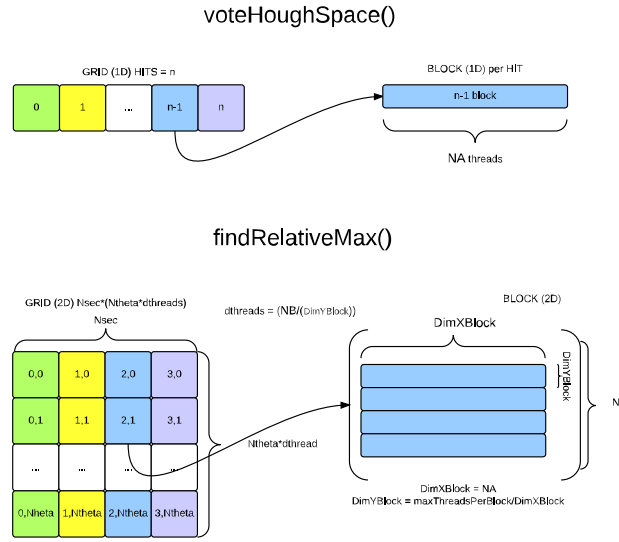 voteHoughSpace()
GRID (1D) HITS = n
BLOCK (1D) per HIT
0 1 ... n-1 n
n-1 block
NA threads
findRelativeMax()
GRID (2D) Nsec*(Ntheta*dthreads)
Nsec
dthreads = (NB/(DimYBlock))
BLOCK (2D)
DimXBlock
0,0 1,0 2,0 3,0
DimYBlock
0,1 1,1 2,1 3,1
N
Ntheta*dthread
... ... ... ...
0,Nheta 1,Ntheta 2,Ntheta 3,Ntheta
DimXBlock = NA
DimYBlock = maxThreadsPerBlock/DimXBlock